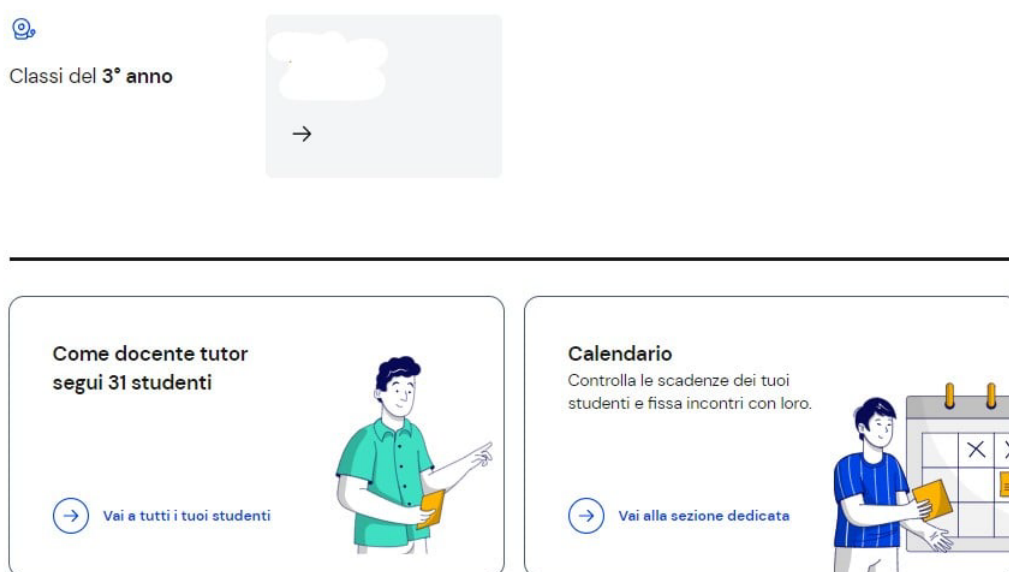 Classi del 3° anno
Come docente tutor
segui 31 studenti
Vai a tutti i tuoi studenti
Calendario
Controlla le scadenze dei tuoi
studenti e fissa incontri con loro.
Vai alla sezione dedicata